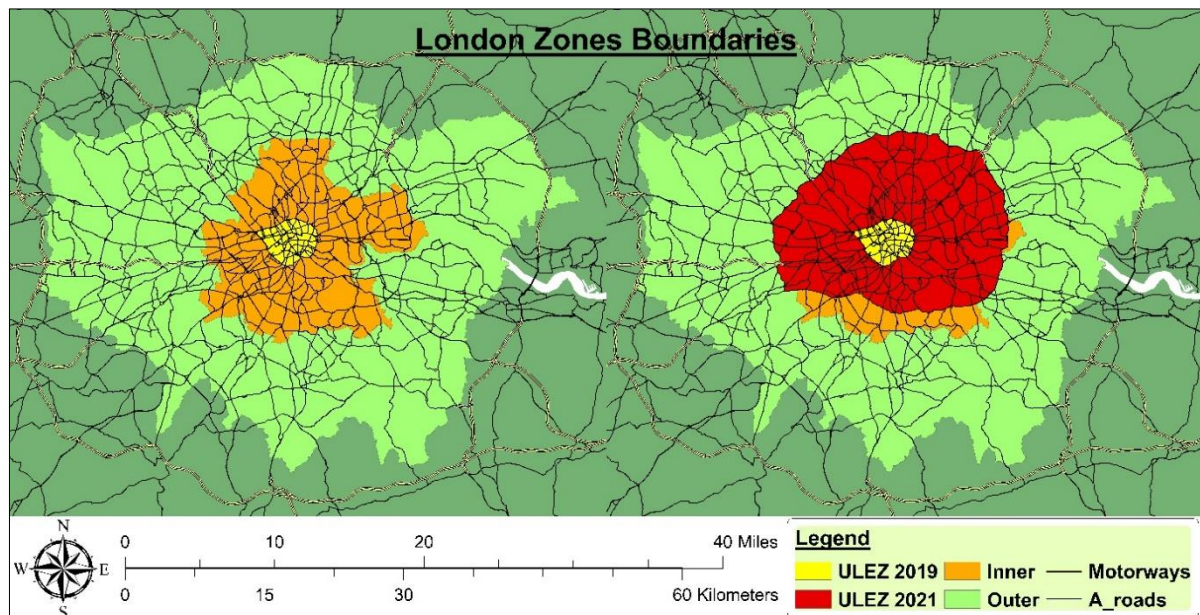 London Zones Boundaries
N
W E
S
0 10 20 40 Miles
0 15 30 60 Kilometers
Legend
ULEZ 2019 Inner Motorways
ULEZ 2021 Outer A_roads